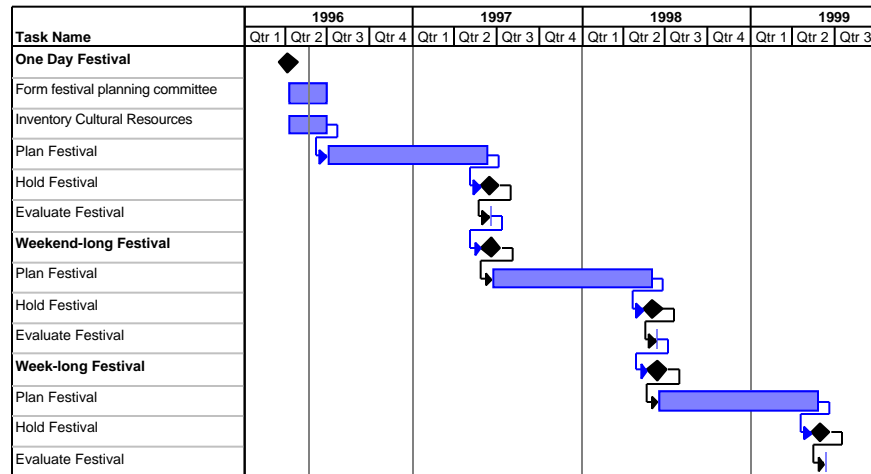 1996 1997 1998 1999
Task Name Qtr 1 Qtr 2 Qtr 3 Qtr 4 Qtr 1 Qtr 2 Qtr 3 Qtr 4 Qtr 1 Qtr 2 Qtr 3 Qtr 4 Qtr 1 Qtr 2 Qtr 3
One Day Festival
Form festival planning committee
Inventory Cultural Resources
Plan Festival
Hold Festival
Evaluate Festival
Weekend-long Festival
Plan Festival
Hold Festival
Evaluate Festival
Week-long Festival
Plan Festival
Hold Festival
Evaluate Festival